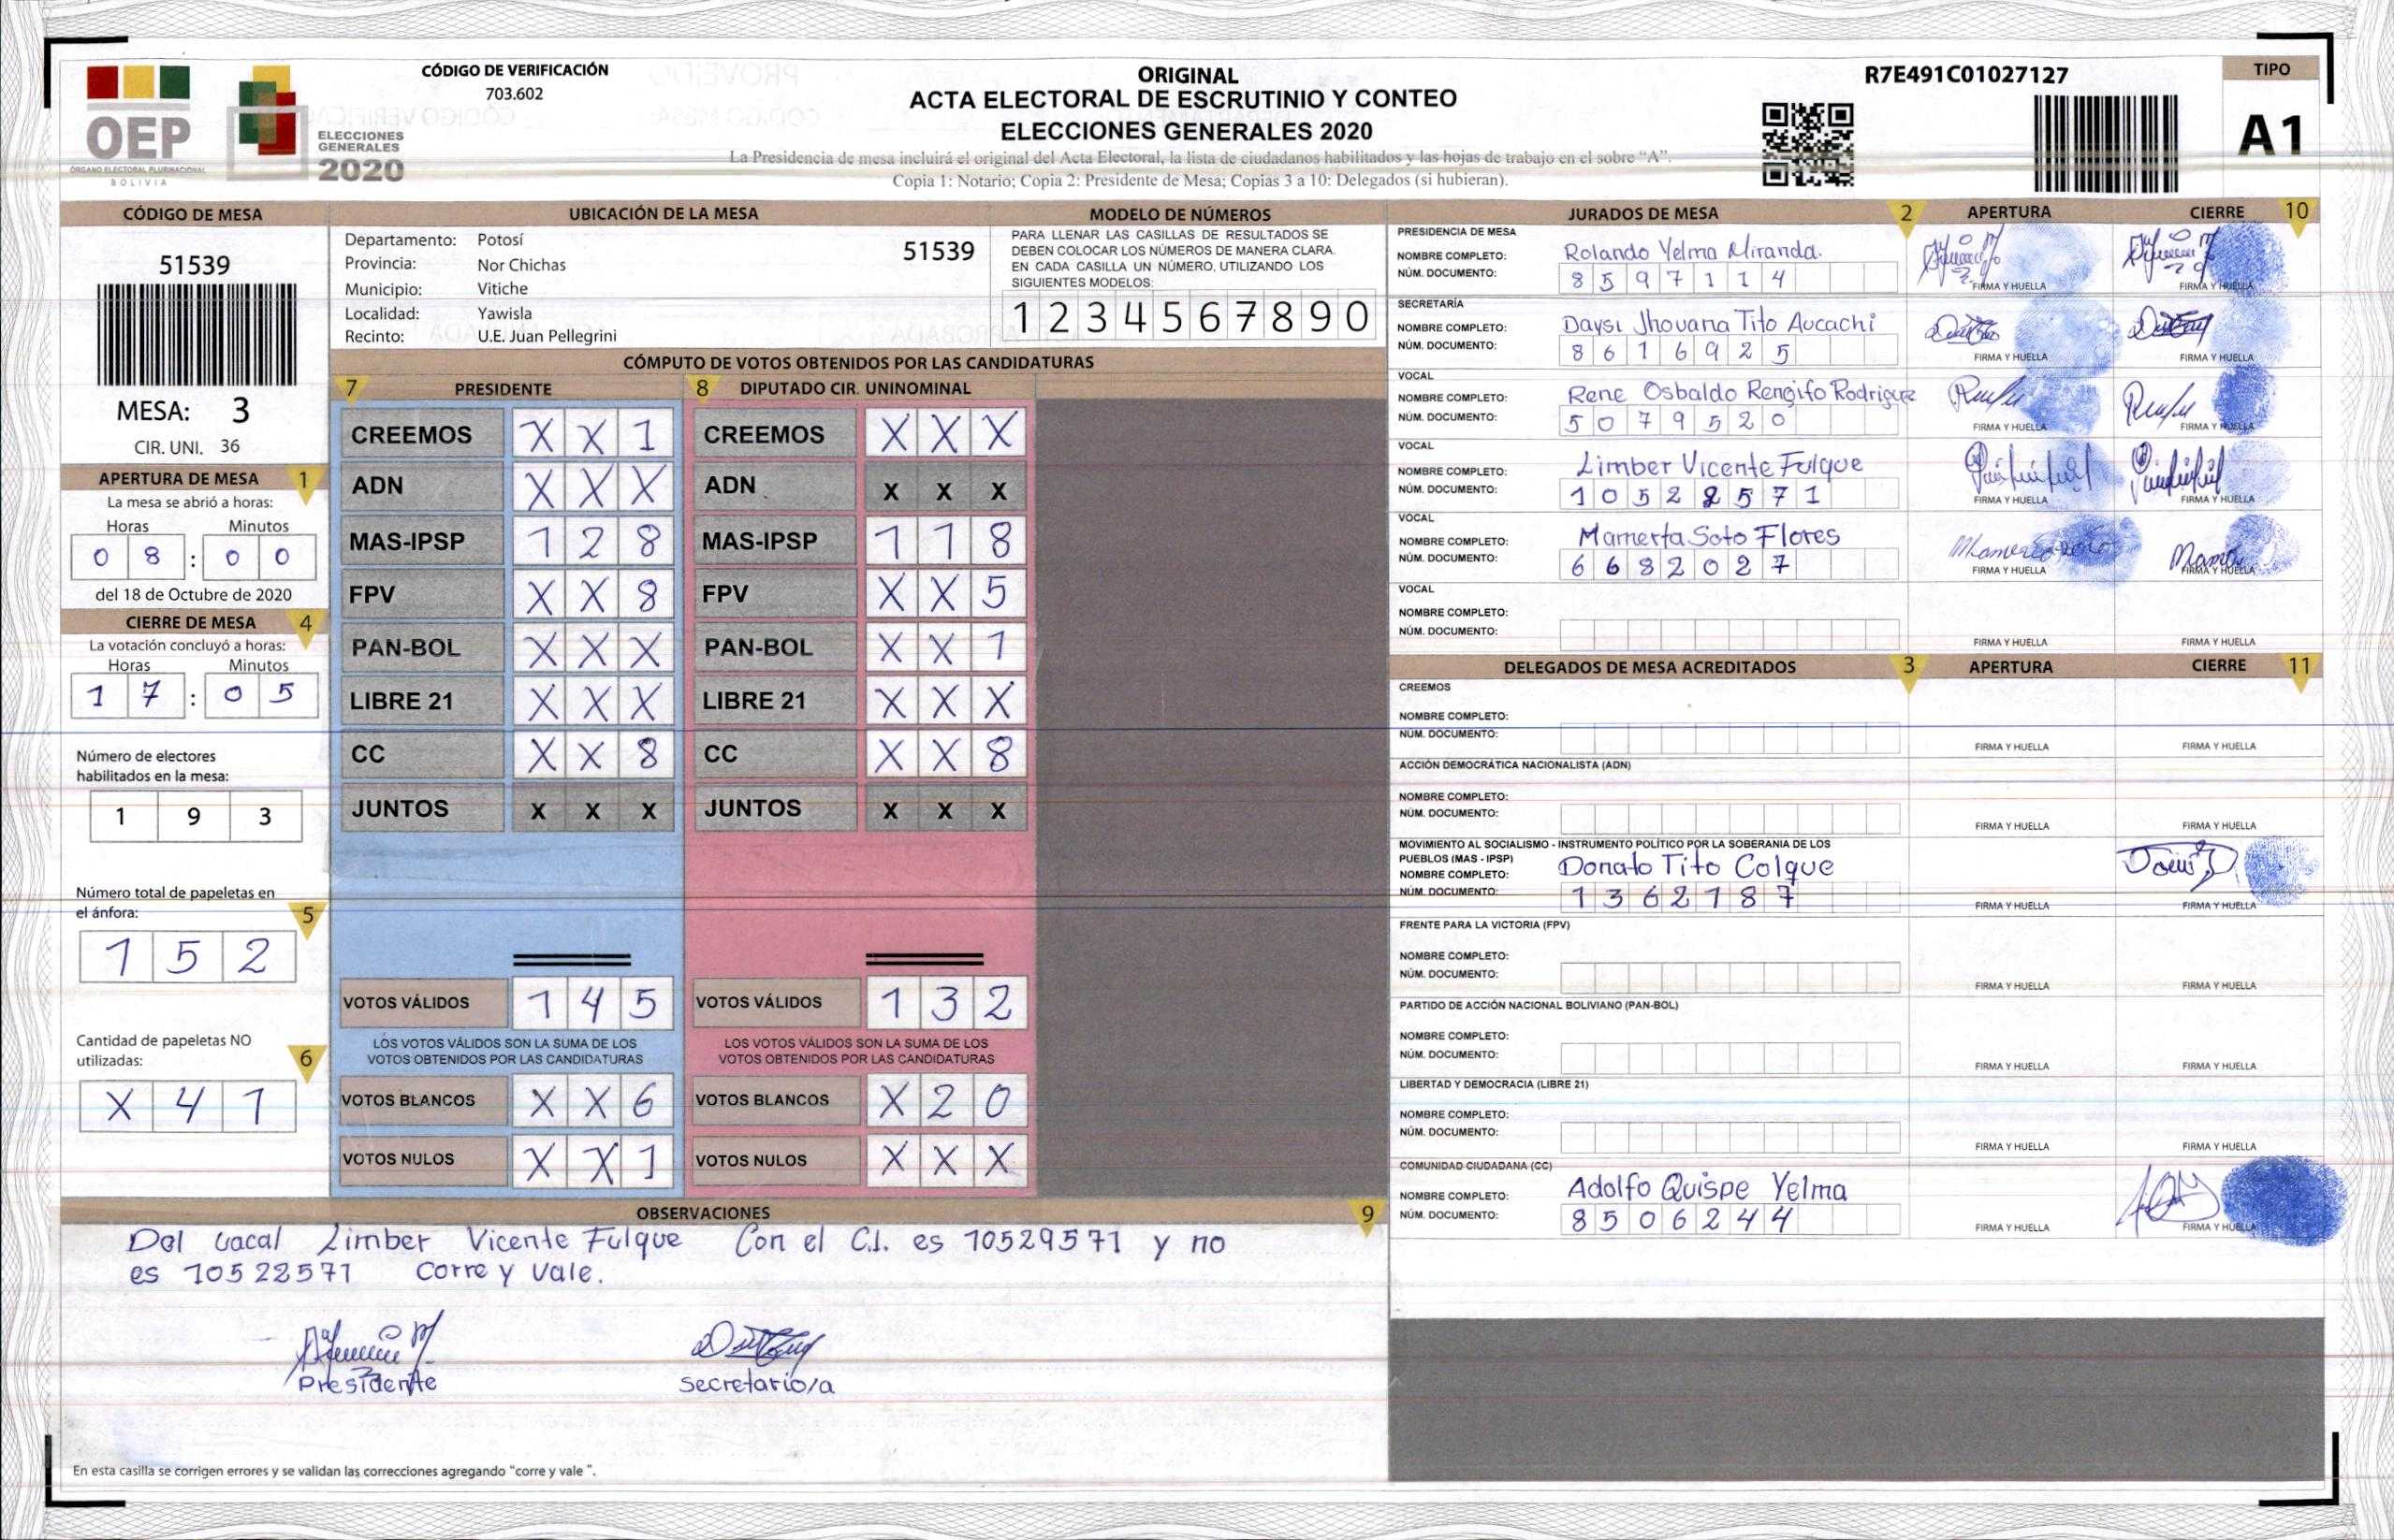 CÓDIGO DE VERIFICACIÓN
703.602
OEP
ÓRGANO ELECTORAL PLURINACIONAL
BOLIVIA
ELECCIONES
GENERALES
2020
ORIGINAL
ACTA ELECTORAL DE ESCRUTINIO Y CONTEO
ELECCIONES GENERALES 2020
La Presidencia de mesa incluirá el original del Acta Electoral, la lista de ciudadanos habilitados y las hojas de trabajo en el sobre “A”.
Copia 1: Notario; Copia 2: Presidente de Mesa; Copias 3 a 10: Delegados (si hubieran).
R7E491C01027127
TIPO
A1
CÓDIGO DE MESA
51539
MESA: 3
CIR. UNI. 36
APERTURA DE MESA 1
La mesa se abrió a horas:
Horas Minutos
0 8 : 0 0
del 18 de Octubre de 2020
CIERRE DE MESA 4
La votación concluyó a horas:
Horas Minutos
1 7 : 0 5
Número de electores
habilitados en la mesa:
1 9 3
Número total de papeletas en
el ánfora: 5
1 5 2
Cantidad de papeletas NO
utilizadas: 6
X 4 1
UBICACIÓN DE LA MESA
Departamento: Potosí
51539
Provincia: Nor Chichas
Municipio: Vitiche
Localidad: Yawisla
Recinto: U.E. Juan Pellegrini
MODELO DE NÚMEROS
PARA LLENAR LAS CASILLAS DE RESULTADOS SE
DEBEN COLOCAR LOS NÚMEROS DE MANERA CLARA.
EN CADA CASILLA UN NÚMERO, UTILIZANDO LOS
SIGUIENTES MODELOS:
1 2 3 4 5 6 7 8 9 0
CÓMPUTO DE VOTOS OBTENIDOS POR LAS CANDIDATURAS
7 PRESIDENTE 8 DIPUTADO CIR. UNINOMINAL
CREEMOS X X 1 CREEMOS X X X
ADN X X X ADN X X X
MAS-IPSP 1 2 8 MAS-IPSP 1 1 8
FPV X X 8 FPV X X 5
PAN-BOL X X X PAN-BOL X X 1
LIBRE 21 X X X LIBRE 21 X X X
CC X X 8 CC X X 8
JUNTOS X X X JUNTOS X X X
VOTOS VÁLIDOS 1 4 5 VOTOS VÁLIDOS 1 3 2
LOS VOTOS VÁLIDOS SON LA SUMA DE LOS LOS VOTOS VÁLIDOS SON LA SUMA DE LOS
VOTOS OBTENIDOS POR LAS CANDIDATURAS VOTOS OBTENIDOS POR LAS CANDIDATURAS
VOTOS BLANCOS X X 6 VOTOS BLANCOS X 2 0
VOTOS NULOS X X 1 VOTOS NULOS X X X
OBSERVACIONES 9
Del vacal Limber Vicente Fulque Con el C.I. es 10529571 y no
es 10522571 Corre y Vale.
Presidente Secretario/a
En esta casilla se corrigen errores y se validan las correcciones agregando “corre y vale ”.
JURADOS DE MESA 2 APERTURA CIERRE 10
PRESIDENCIA DE MESA
NOMBRE COMPLETO: Rolando Yelma Miranda.
NÚM. DOCUMENTO: 8 5 9 7 1 1 4
FIRMA Y HUELLA FIRMA Y HUELLA
SECRETARÍA
NOMBRE COMPLETO: Daysi Jhovana Tito Aucachi
NÚM. DOCUMENTO: 8 6 1 6 9 2 5
FIRMA Y HUELLA FIRMA Y HUELLA
VOCAL
NOMBRE COMPLETO: Rene Osbaldo Rengifo Rodriguez
NÚM. DOCUMENTO: 5 0 7 9 5 2 0
FIRMA Y HUELLA FIRMA Y HUELLA
VOCAL
NOMBRE COMPLETO: Limber Vicente Fulque
NÚM. DOCUMENTO: 1 0 5 2 2 5 7 1
FIRMA Y HUELLA FIRMA Y HUELLA
VOCAL
NOMBRE COMPLETO: Mamerta Soto Flores
NÚM. DOCUMENTO: 6 6 8 2 0 2 7
FIRMA Y HUELLA FIRMA Y HUELLA
VOCAL
NOMBRE COMPLETO:
NÚM. DOCUMENTO:
FIRMA Y HUELLA FIRMA Y HUELLA
DELEGADOS DE MESA ACREDITADOS 3 APERTURA CIERRE 11
CREEMOS
NOMBRE COMPLETO:
NÚM. DOCUMENTO:
FIRMA Y HUELLA FIRMA Y HUELLA
ACCIÓN DEMOCRÁTICA NACIONALISTA (ADN)
NOMBRE COMPLETO:
NÚM. DOCUMENTO:
FIRMA Y HUELLA FIRMA Y HUELLA
MOVIMIENTO AL SOCIALISMO - INSTRUMENTO POLÍTICO POR LA SOBERANIA DE LOS
PUEBLOS (MAS - IPSP)
NOMBRE COMPLETO: Donato Tito Colque
NÚM. DOCUMENTO: 1 3 6 2 1 8 7
FIRMA Y HUELLA FIRMA Y HUELLA
FRENTE PARA LA VICTORIA (FPV)
NOMBRE COMPLETO:
NÚM. DOCUMENTO:
FIRMA Y HUELLA FIRMA Y HUELLA
PARTIDO DE ACCIÓN NACIONAL BOLIVIANO (PAN-BOL)
NOMBRE COMPLETO:
NÚM. DOCUMENTO:
FIRMA Y HUELLA FIRMA Y HUELLA
LIBERTAD Y DEMOCRACIA (LIBRE 21)
NOMBRE COMPLETO:
NÚM. DOCUMENTO:
FIRMA Y HUELLA FIRMA Y HUELLA
COMUNIDAD CIUDADANA (CC)
NOMBRE COMPLETO: Adolfo Quispe Yelma
NÚM. DOCUMENTO: 8 5 0 6 2 4 4
FIRMA Y HUELLA FIRMA Y HUELLA